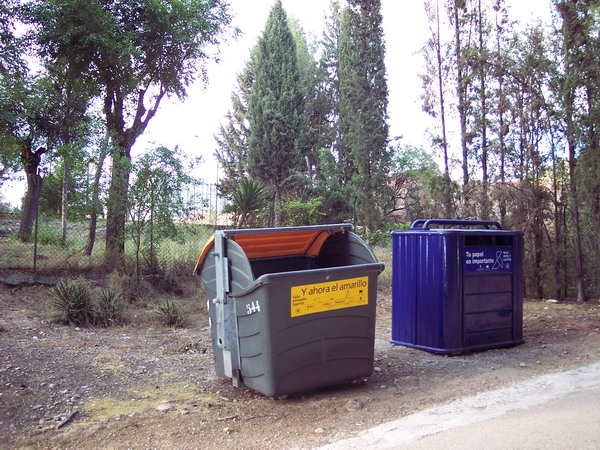 Y ahora el amarillo
544
Tu papel
es importante